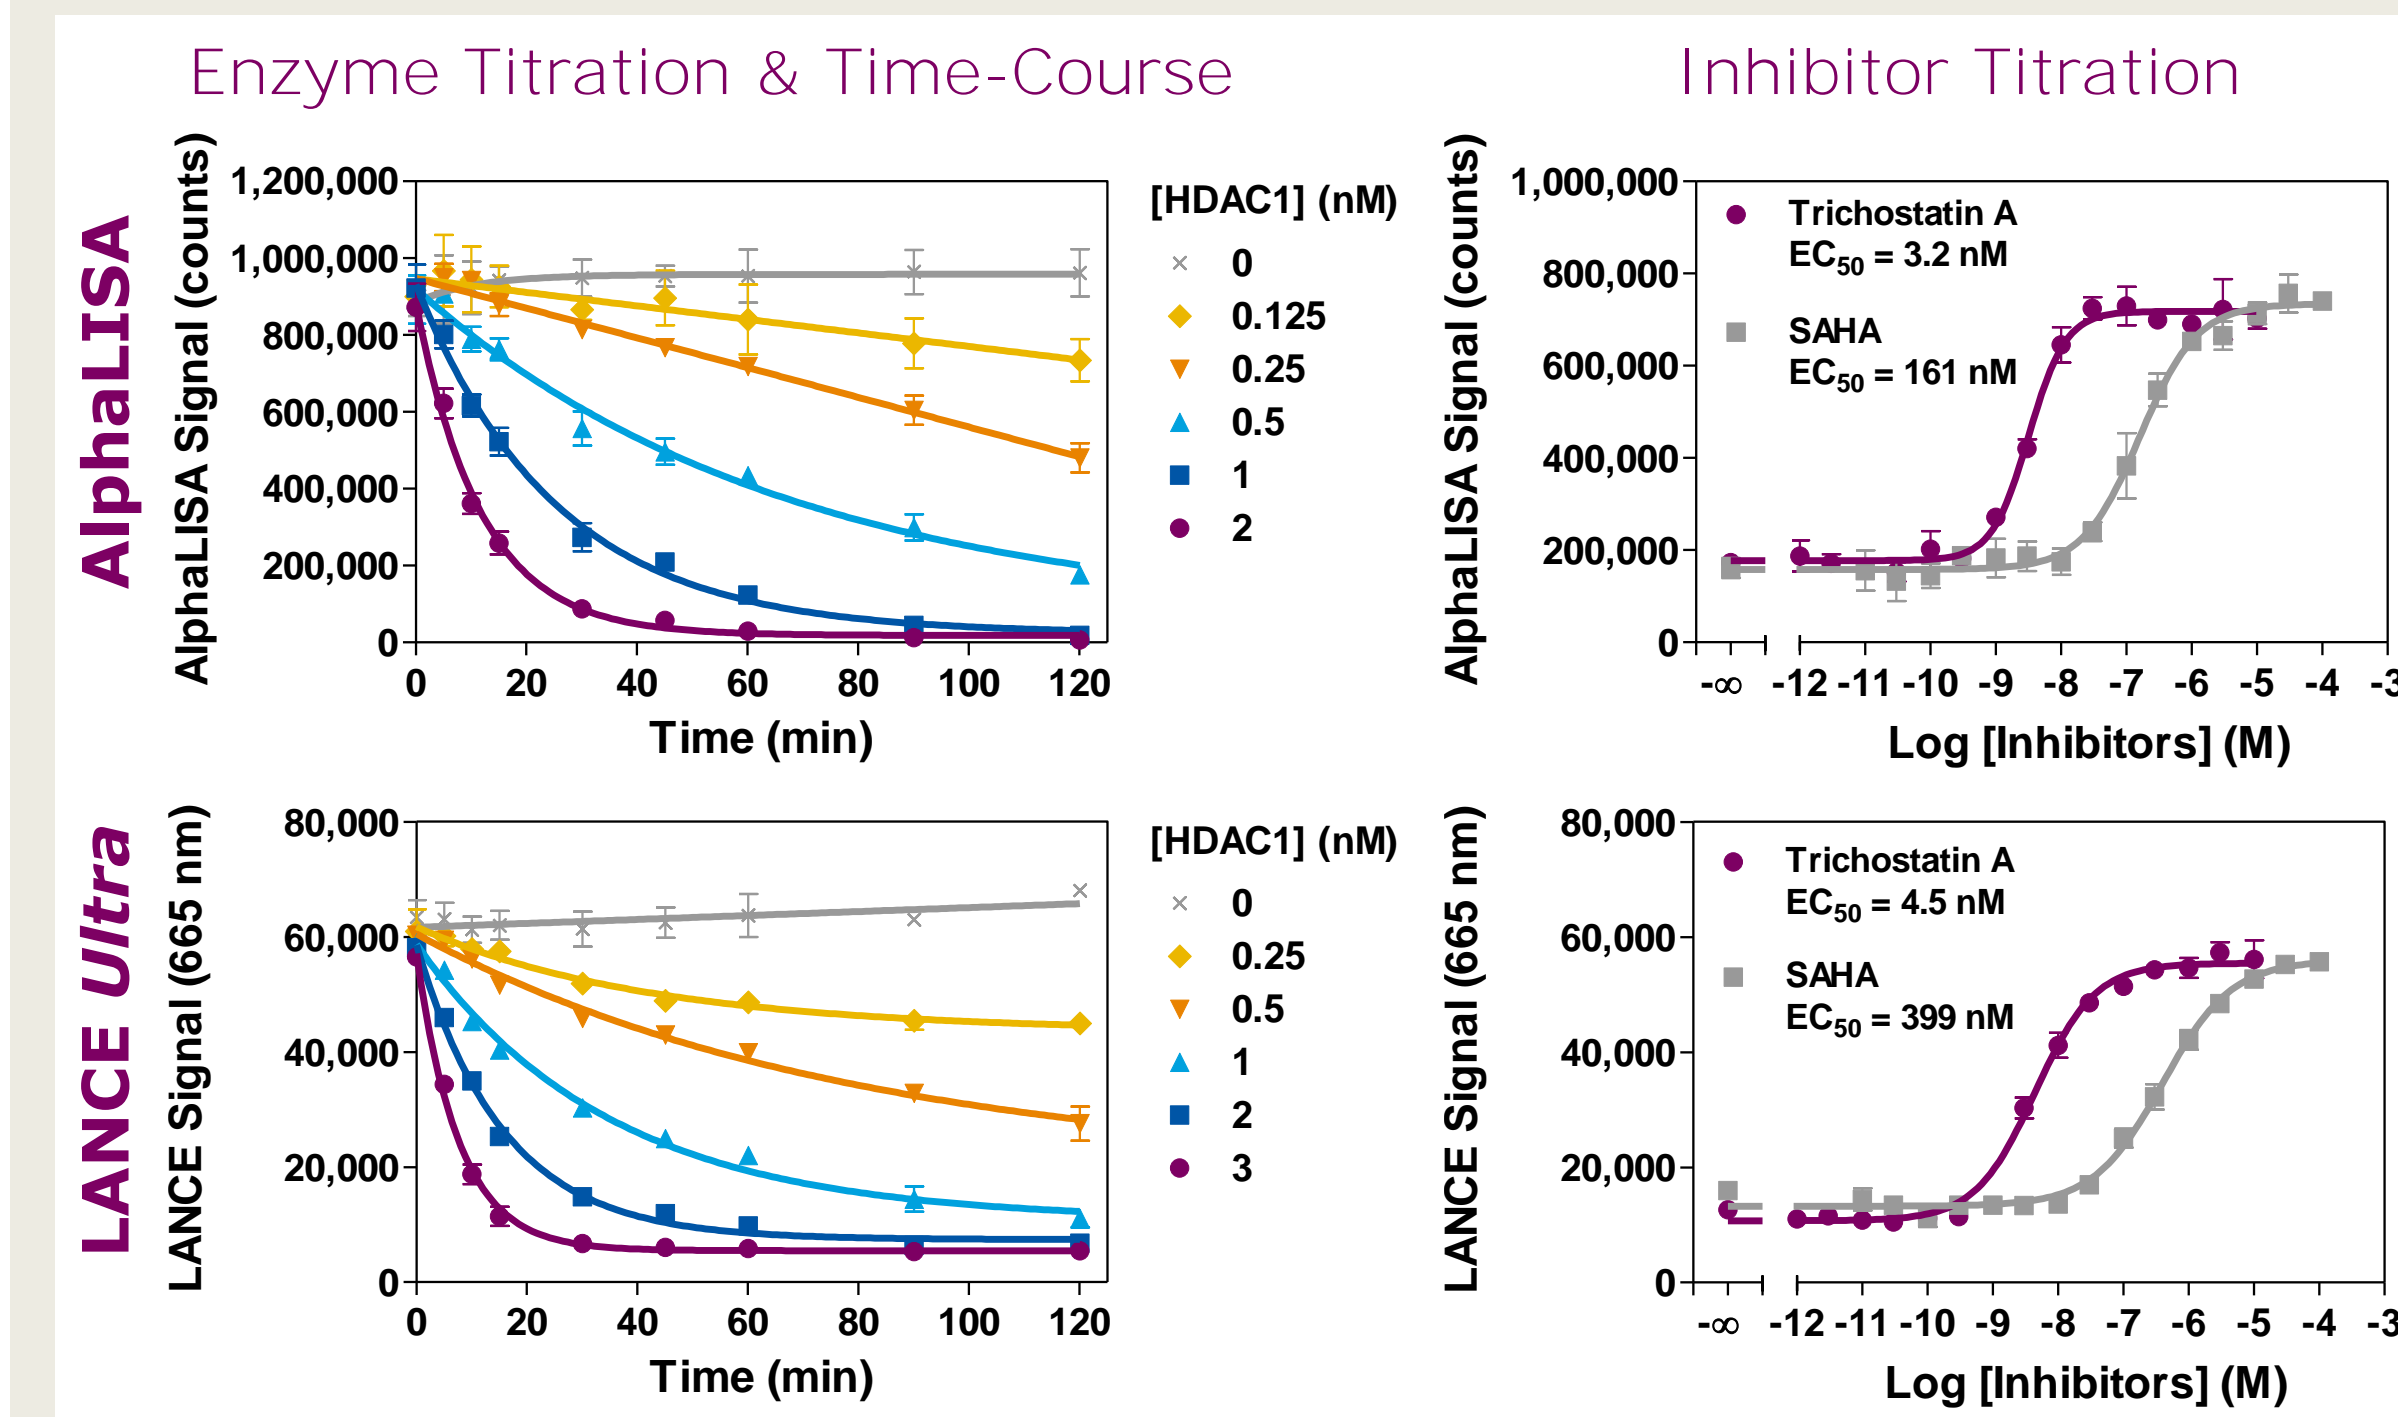 Enzyme Titration & Time-Course
Inhibitor Titration
AlphaLISA
AlphaLISA Signal (counts)
1,200,000
1,000,000
800,000
600,000
400,000
200,000
0
0 20 40 60 80 100 120
Time (min)
[HDAC1] (nM)
0
0.125
0.25
0.5
1
2
AlphaLISA Signal (counts)
1,000,000
800,000
600,000
400,000
200,000
0
Trichostatin A
EC50 = 3.2 nM
SAHA
EC50 = 161 nM
-∞ -12 -11 -10 -9 -8 -7 -6 -5 -4 -3
Log [Inhibitors] (M)
LANCE Ultra
LANCE Signal (665 nm)
80,000
60,000
40,000
20,000
0
0 20 40 60 80 100 120
Time (min)
[HDAC1] (nM)
0
0.25
0.5
1
2
3
LANCE Signal (665 nm)
80,000
60,000
40,000
20,000
0
Trichostatin A
EC50 = 4.5 nM
SAHA
EC50 = 399 nM
-∞ -12 -11 -10 -9 -8 -7 -6 -5 -4 -3
Log [Inhibitors] (M)